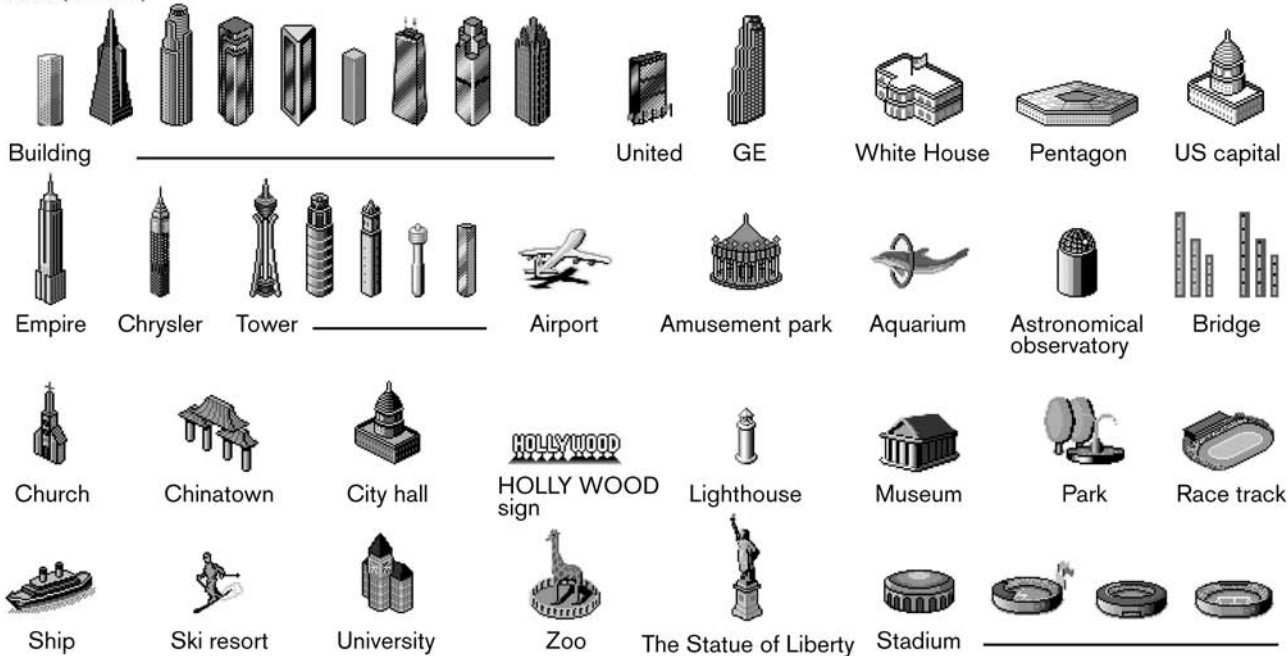 Building United GE White House Pentagon US capital
Empire Chrysler Tower Airport Amusement park Aquarium Astronomical observatory Bridge
HOLLYWOOD
Church Chinatown City hall HOLLY WOOD sign Lighthouse Museum Park Race track
Ship Ski resort University Zoo The Statue of Liberty Stadium